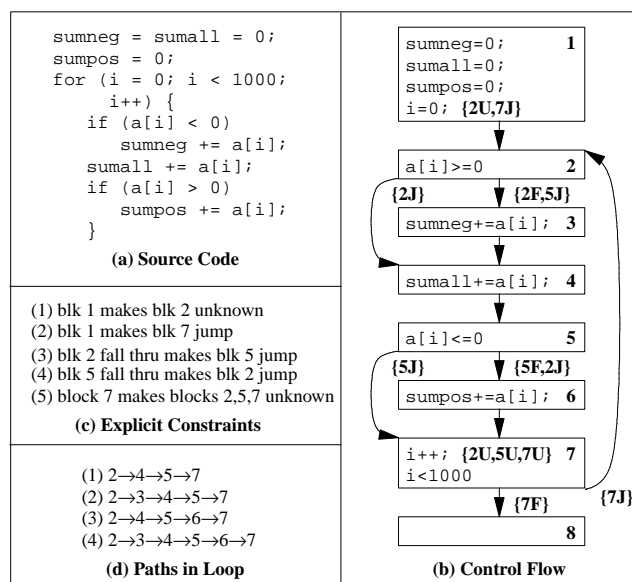 sumneg = sumall = 0;
sumpos = 0;
for (i = 0; i < 1000;
i++) {
if (a[i] < 0)
sumneg += a[i];
sumall += a[i];
if (a[i] > 0)
sumpos += a[i];
}
(a) Source Code
(1) blk 1 makes blk 2 unknown
(2) blk 1 makes blk 7 jump
(3) blk 2 fall thru makes blk 5 jump
(4) blk 5 fall thru makes blk 2 jump
(5) block 7 makes blocks 2,5,7 unknown
(c) Explicit Constraints
(1) 2→4→5→7
(2) 2→3→4→5→7
(3) 2→4→5→6→7
(4) 2→3→4→5→6→7
(d) Paths in Loop
sumneg=0; 1
sumall=0;
sumpos=0;
i=0; {2U,7J}
a[i]>=0 2
{2J} {2F,5J}
sumneg+=a[i]; 3
sumall+=a[i]; 4
a[i]<=0 5
{5J} {5F,2J}
sumpos+=a[i]; 6
i++; {2U,5U,7U} 7
i<1000
{7F} {7J}
8
(b) Control Flow